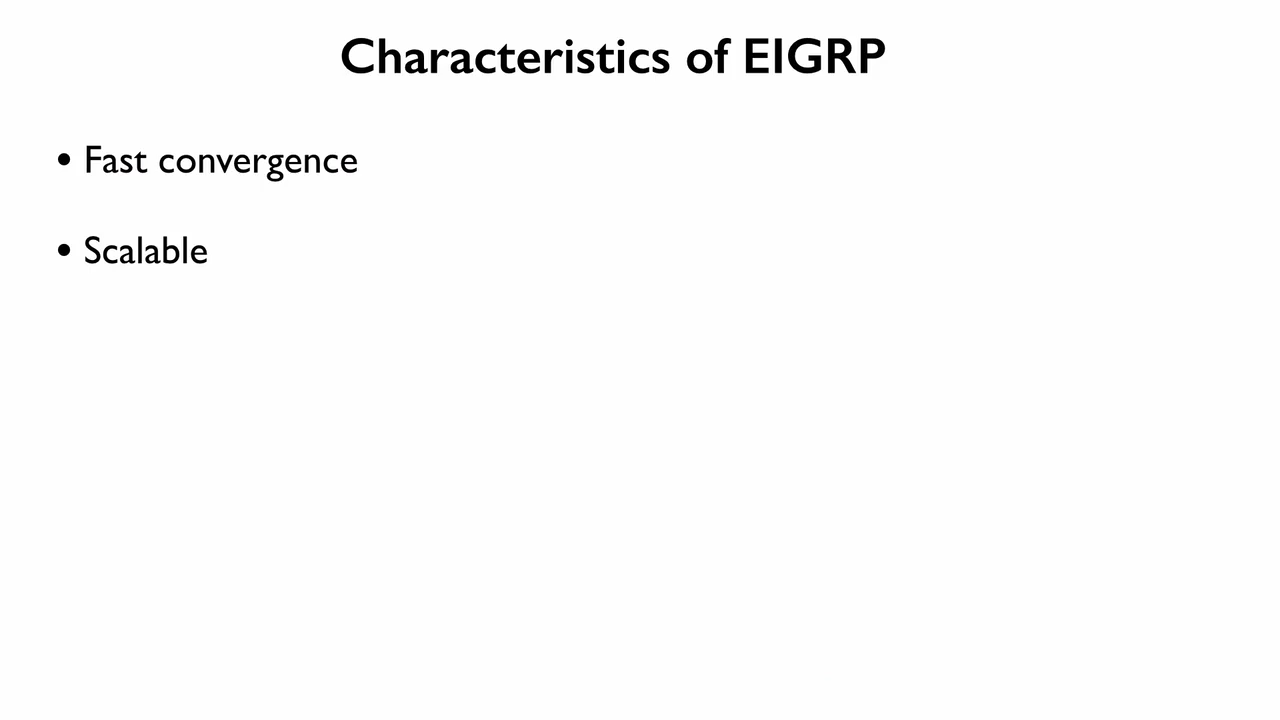 Characteristics of EIGRP
• Fast convergence
• Scalable